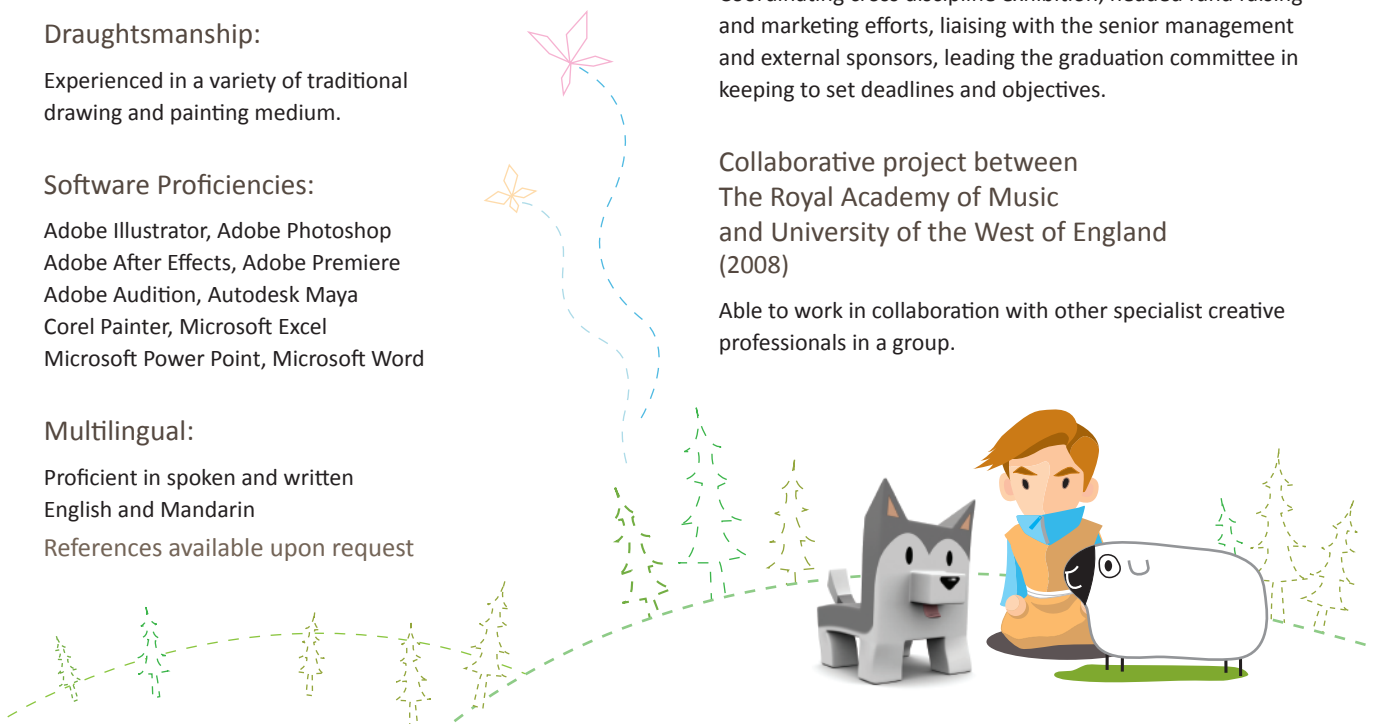 Draughtsmanship:
Experienced in a variety of traditional
drawing and painting medium.
Software Proficiencies:
Adobe Illustrator, Adobe Photoshop
Adobe After Effects, Adobe Premiere
Adobe Audition, Autodesk Maya
Corel Painter, Microsoft Excel
Microsoft Power Point, Microsoft Word
Multilingual:
Proficient in spoken and written
English and Mandarin
References available upon request
and marketing efforts, liaising with the senior management
and external sponsors, leading the graduation committee in
keeping to set deadlines and objectives.
Collaborative project between
The Royal Academy of Music
and University of the West of England
(2008)
Able to work in collaboration with other specialist creative
professionals in a group.